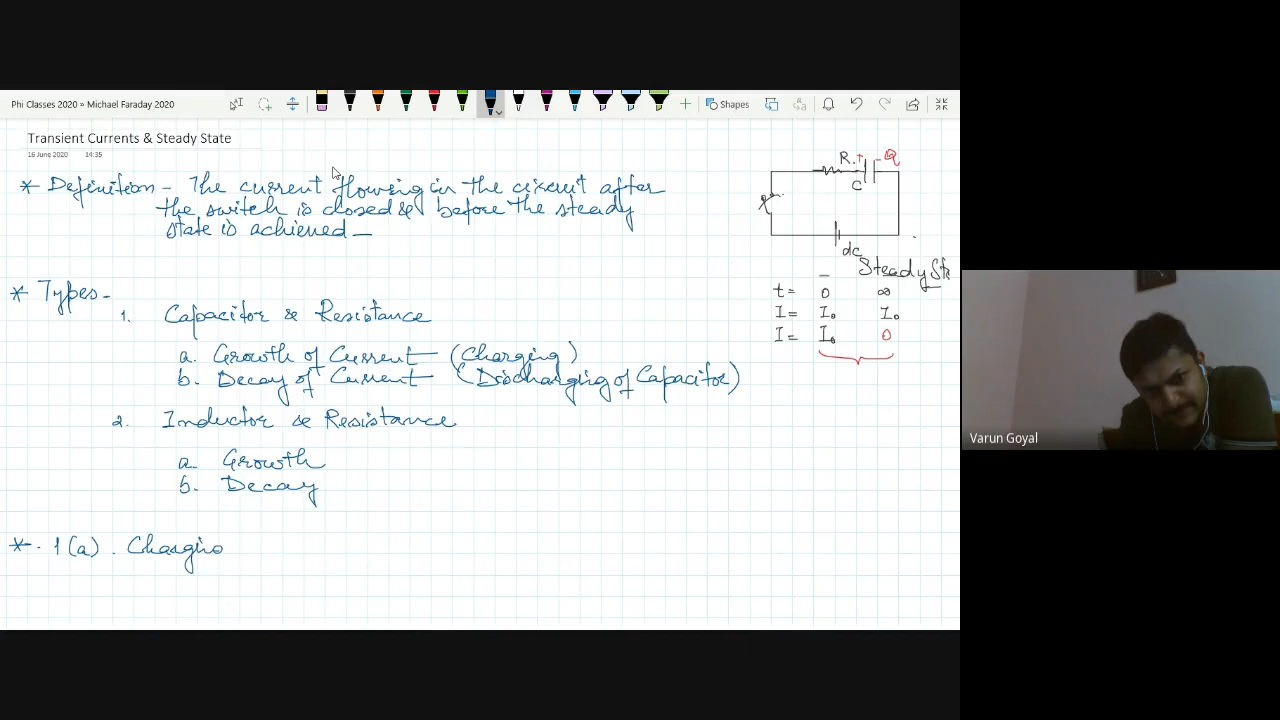 Phi Classes 2020 » Michael Faraday 2020
Shapes
Transient Currents & Steady State
16 June 2020 14:35
* Definition - The current flowing in the circuit after
the switch is closed & before the steady
state is achieved
* Types -
1. Capacitor & Resistance
a. Growth of Current (Charging)
b. Decay of Current (Discharging of Capacitor)
2. Inductor & Resistance
a. Growth
b. Decay
* 1(a). Chargino
R + - Q
C
dc
Steady St
t = 0 ∞
I = I₀ I₀
I = I₀ 0
Varun Goyal